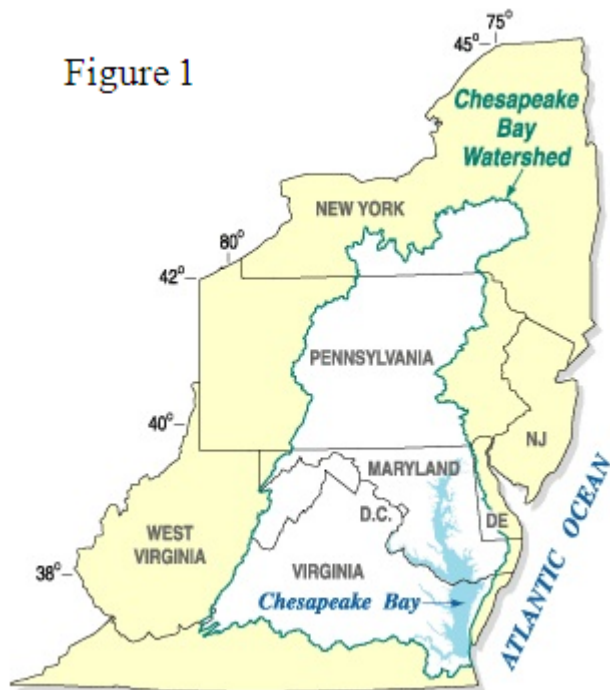 75°
45°
Figure 1
Chesapeake
Bay
Watershed
NEW YORK
80°
42°
PENNSYLVANIA
40°
NJ
MARYLAND
D.C.
DE
WEST
VIRGINIA
38°
VIRGINIA
Chesapeake Bay
ATLANTIC OCEAN